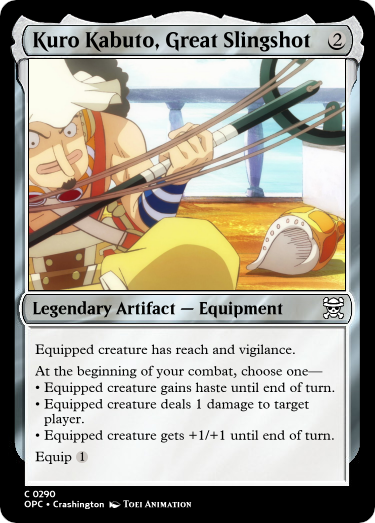 Kuro Kabuto, Great Slingshot 2
Legendary Artifact — Equipment
Equipped creature has reach and vigilance.
At the beginning of your combat, choose one—
• Equipped creature gains haste until end of turn.
• Equipped creature deals 1 damage to target
player.
• Equipped creature gets +1/+1 until end of turn.
Equip 1
C 0290
OPC • Crashington Toei Animation